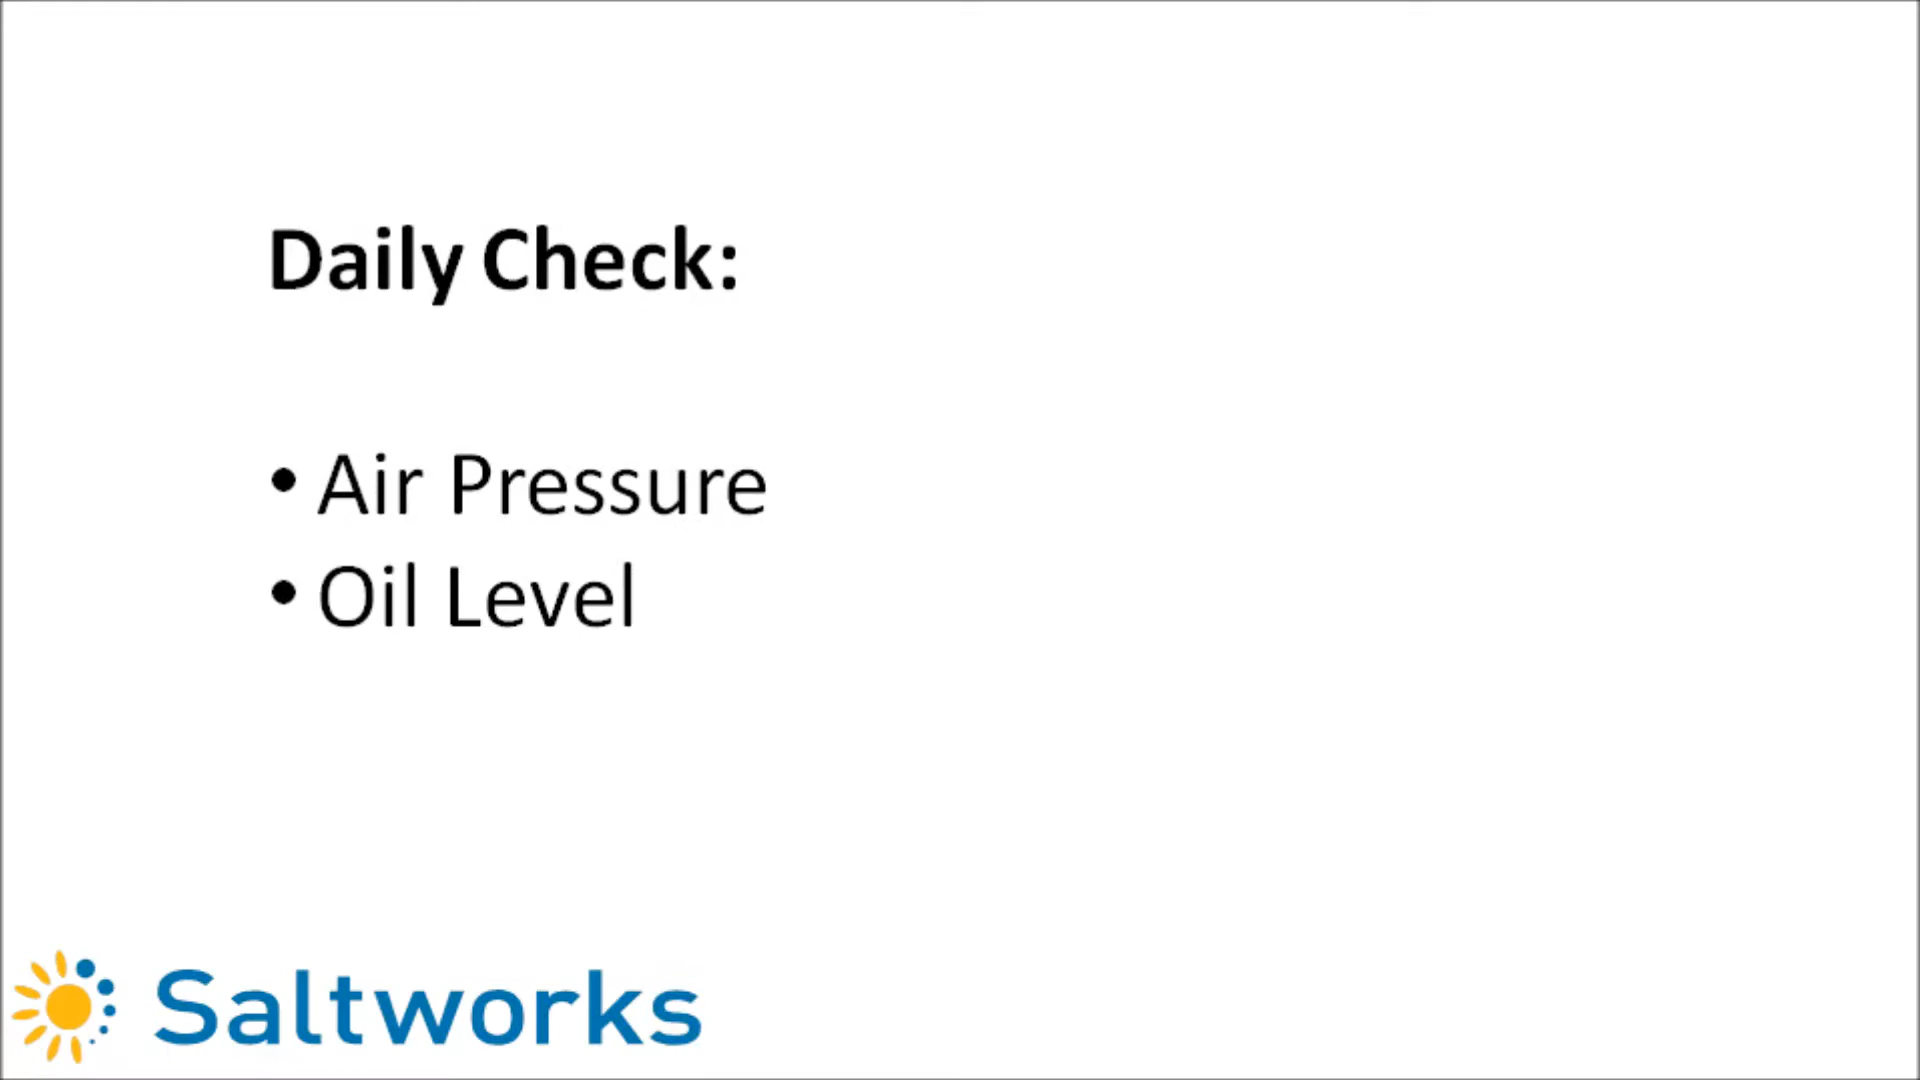 Daily Check:
• Air Pressure
• Oil Level
Saltworks